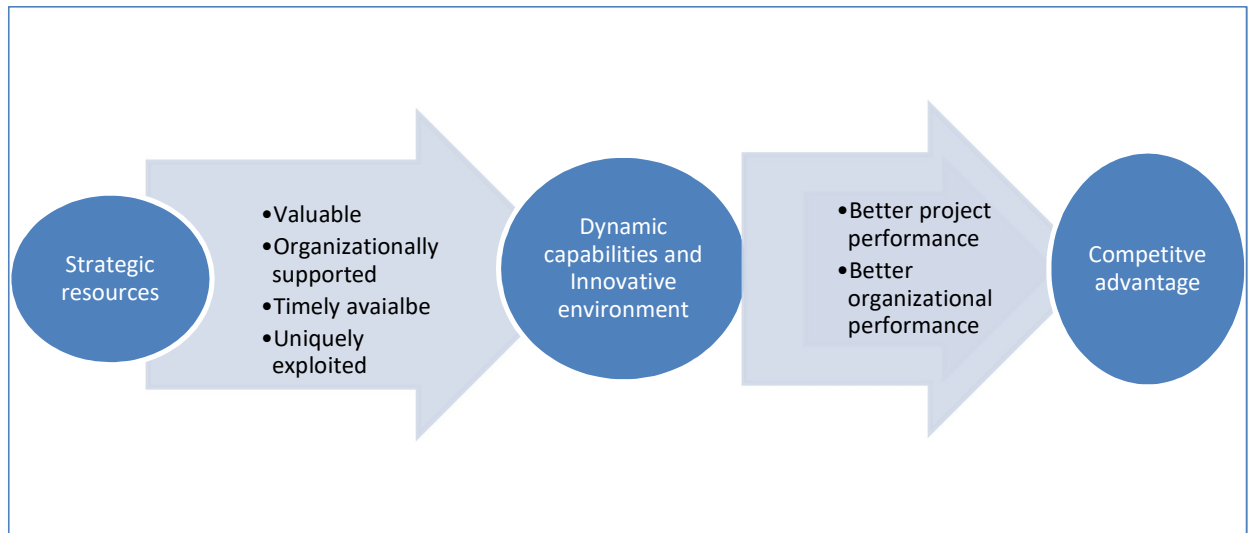 Strategic
resources
•Valuable
•Organizationally
supported
•Timely avaialbe
•Uniquely
exploited
Dynamic
capabilities and
Innovative
environment
•Better project
performance
•Better
organizational
performance
Competitve
advantage